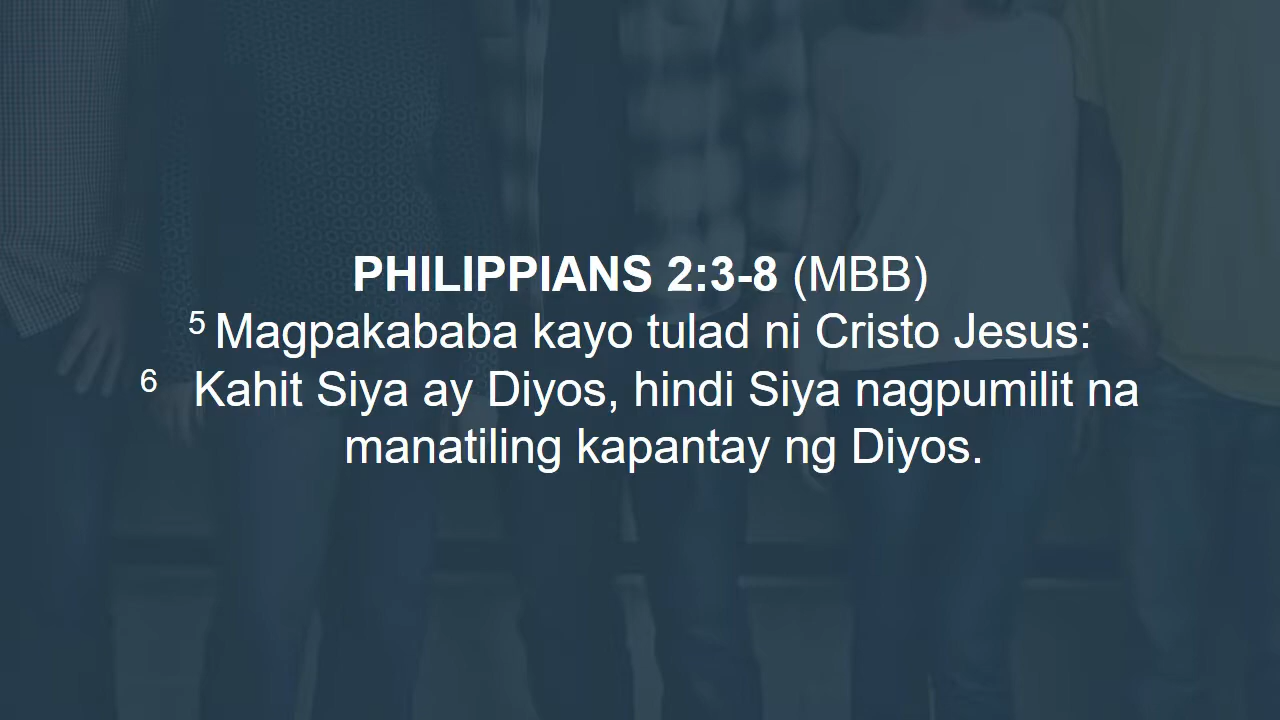 PHILIPPIANS 2:3-8 (MBB)
5 Magpakababa kayo tulad ni Cristo Jesus:
6 Kahit Siya ay Diyos, hindi Siya nagpumilit na
manatiling kapantay ng Diyos.